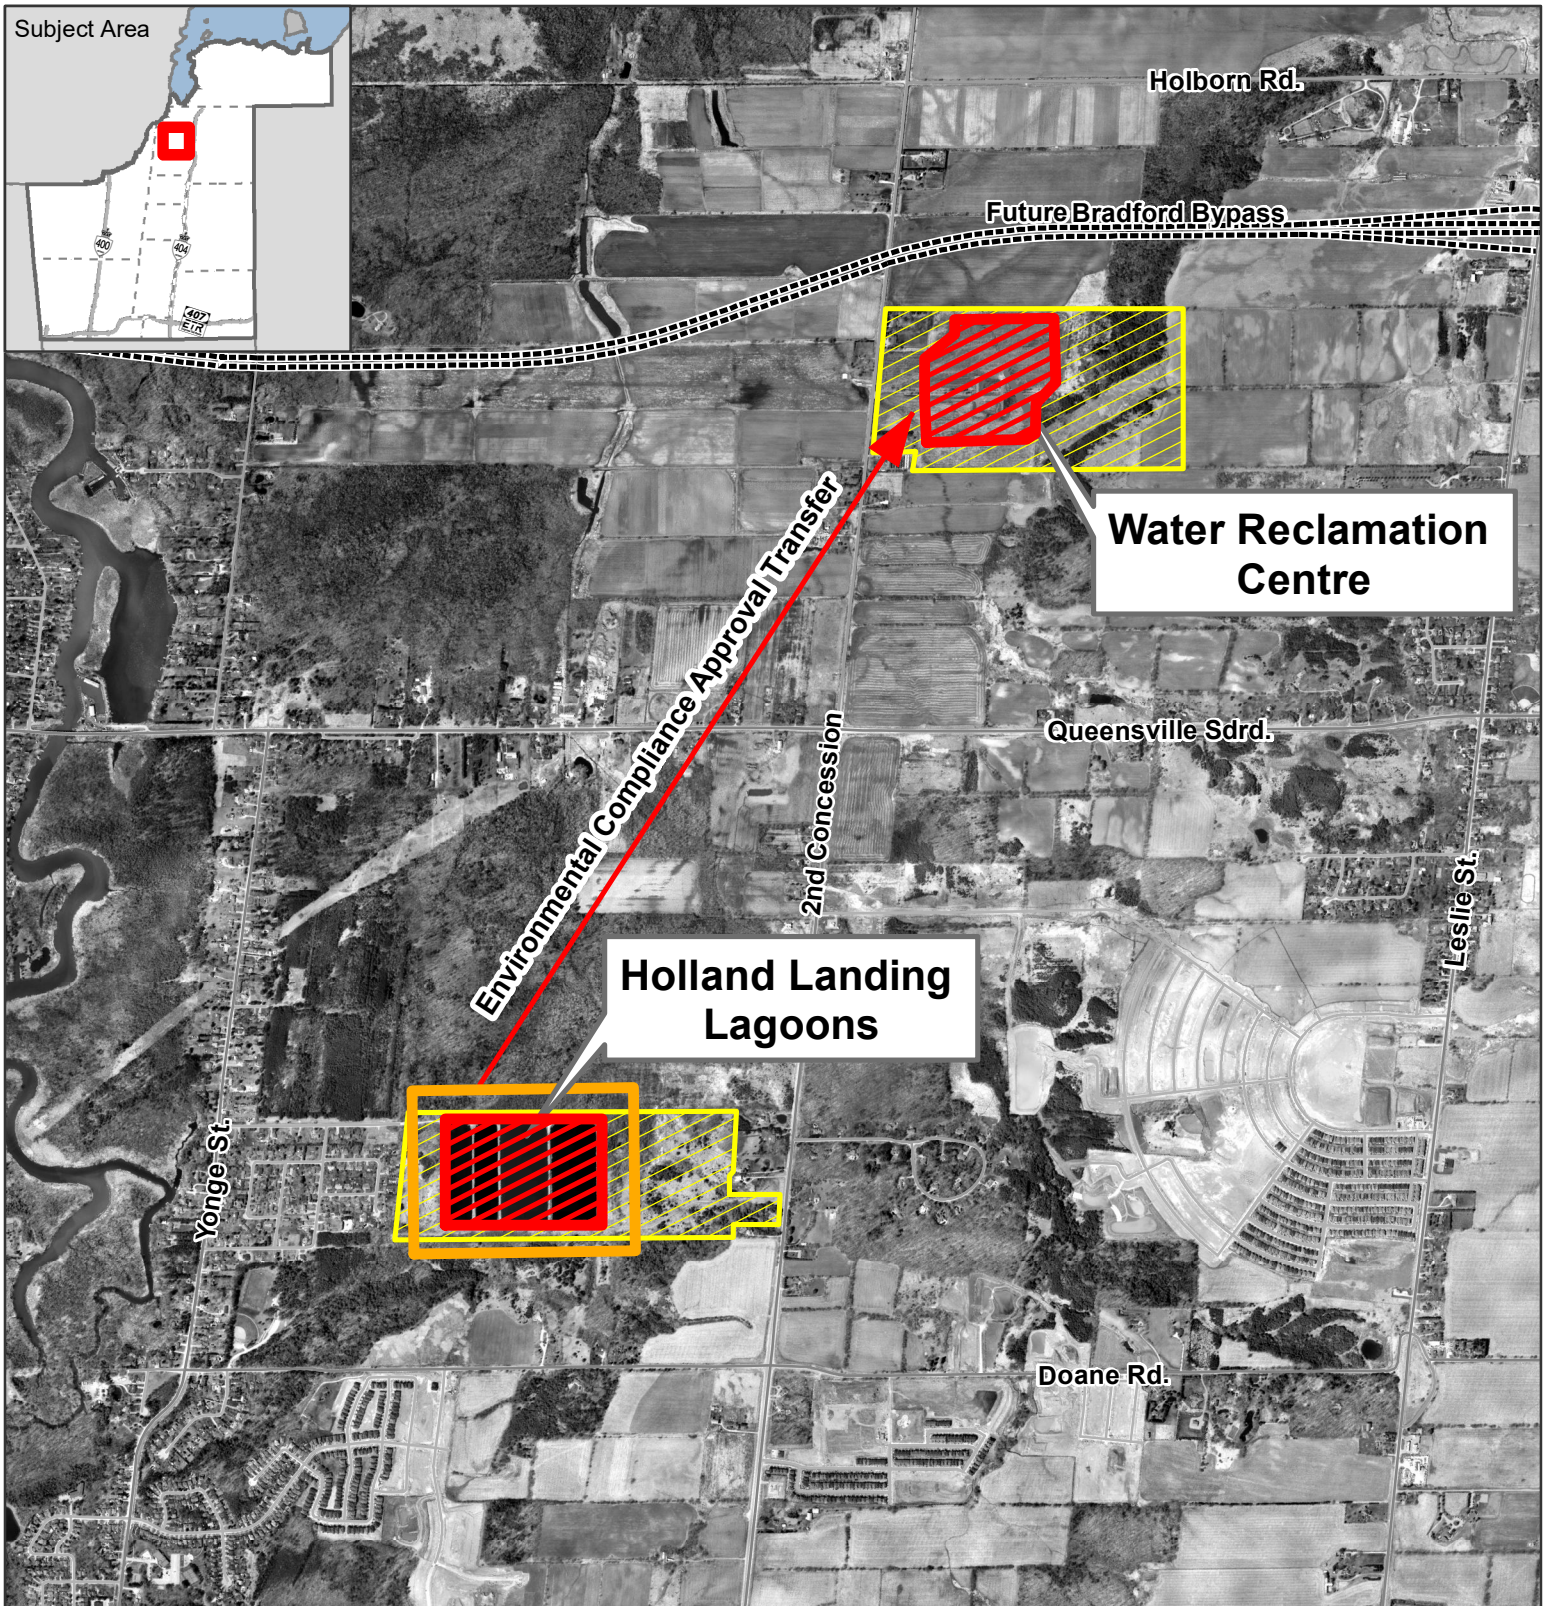 Subject Area
400
404
407
ETR
Holborn Rd.
Future Bradford Bypass
Water Reclamation
Centre
Environmental Compliance Approval Transfer
Queensville Sdrd.
2nd Concession
Leslie St.
Holland Landing
Lagoons
Yonge St.
Doane Rd.